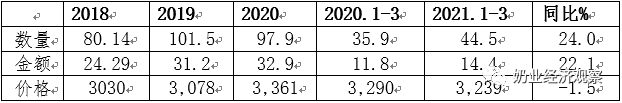 2018 2019 2020 2020.1-3 2021.1-3 同比%
数量 80.14 101.5 97.9 35.9 44.5 24.0
金额 24.29 31.2 32.9 11.8 14.4 22.1
价格 3030 3,078 3,361 3,290 3,239 -1.5
奶业经济观察